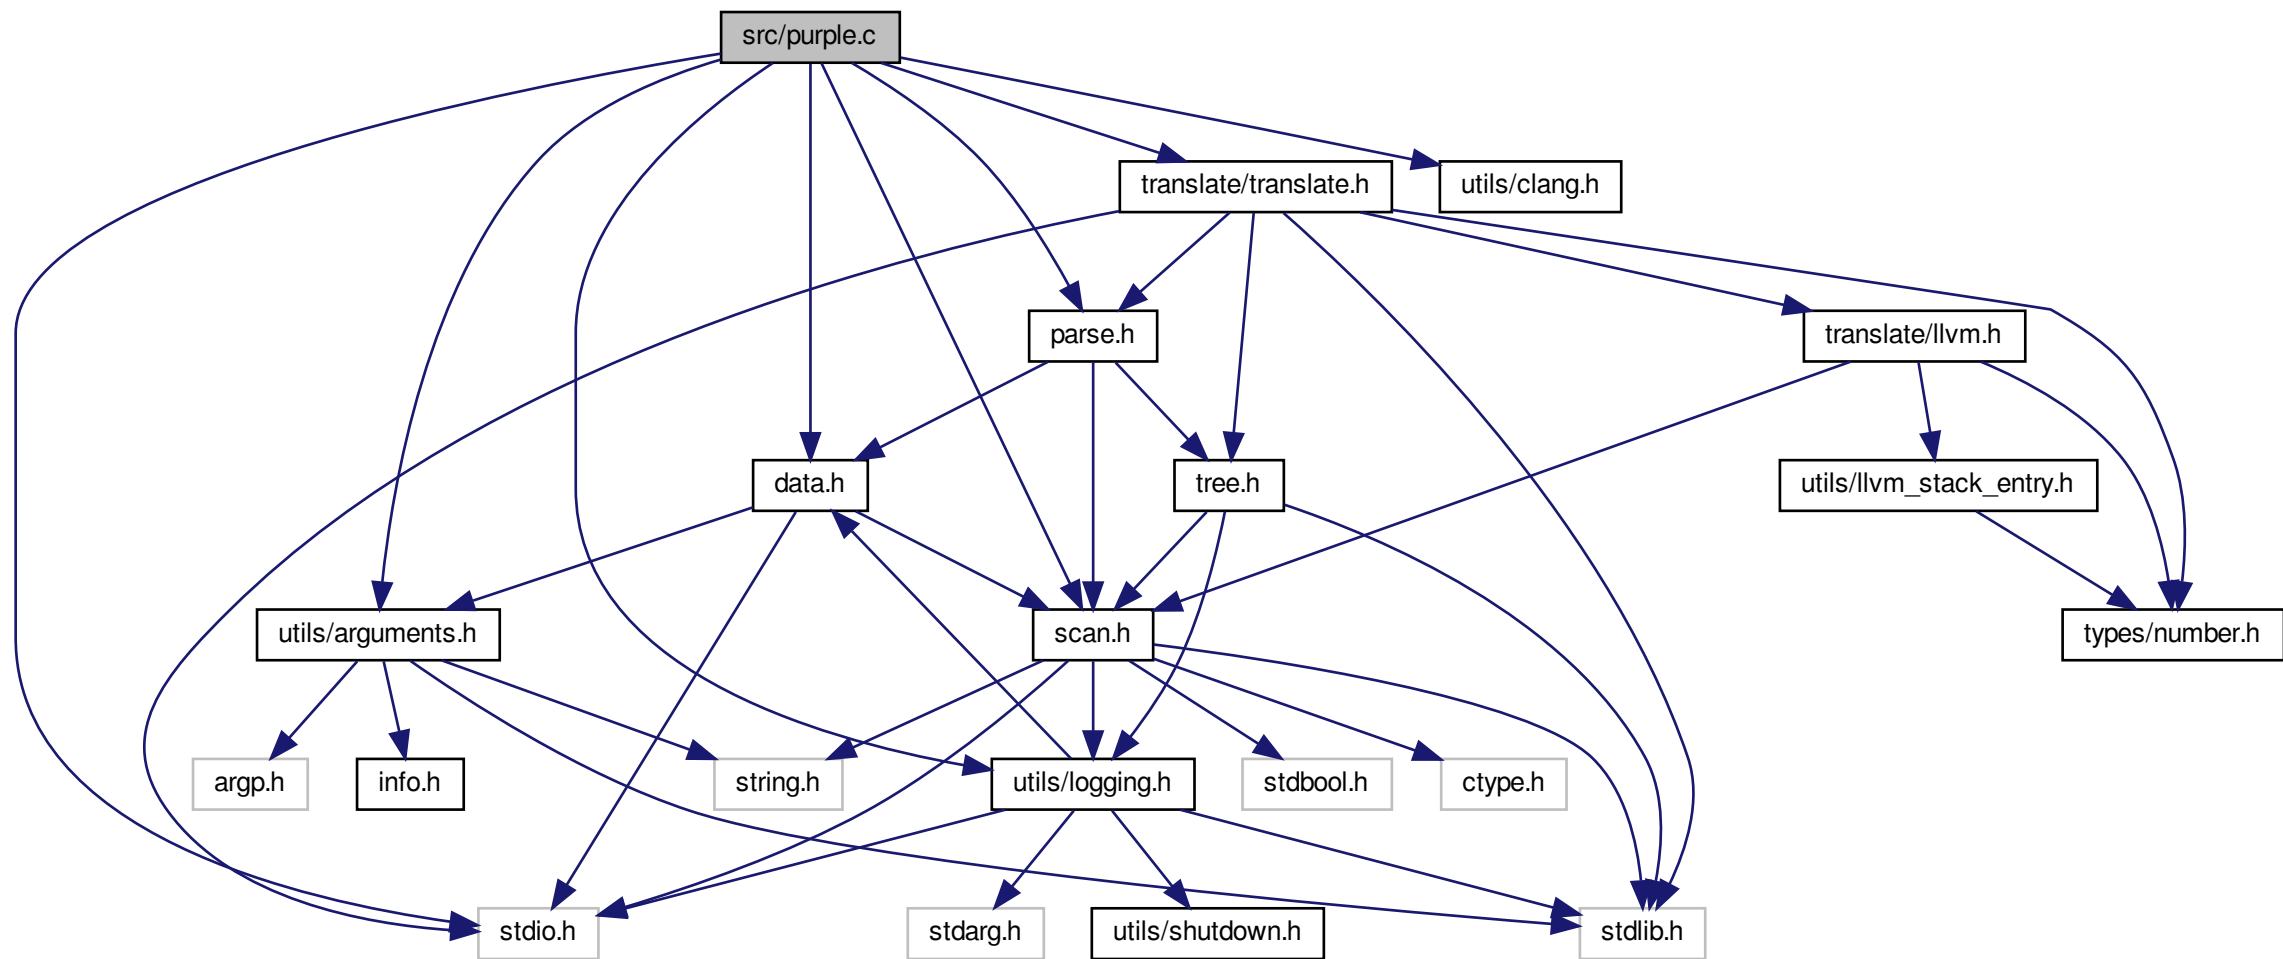 src/purple.c
translate/translate.h
utils/clang.h
parse.h
translate/llvm.h
data.h
tree.h
utils/llvm_stack_entry.h
utils/arguments.h
scan.h
types/number.h
argp.h
info.h
string.h
utils/logging.h
stdbool.h
ctype.h
stdio.h
stdarg.h
utils/shutdown.h
stdlib.h